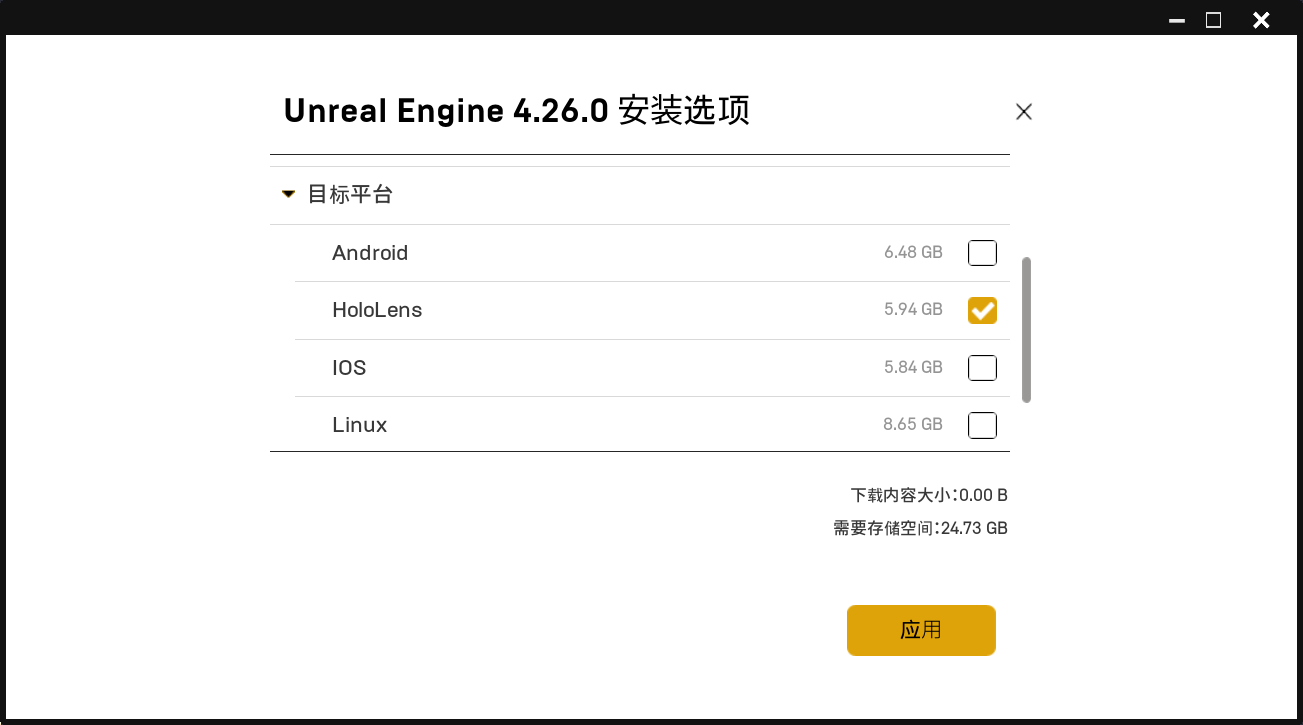 Unreal Engine 4.26.0 安装选项
目标平台
Android 6.48 GB
HoloLens 5.94 GB
IOS 5.84 GB
Linux 8.65 GB
下载内容大小:0.00 B
需要存储空间:24.73 GB
应用